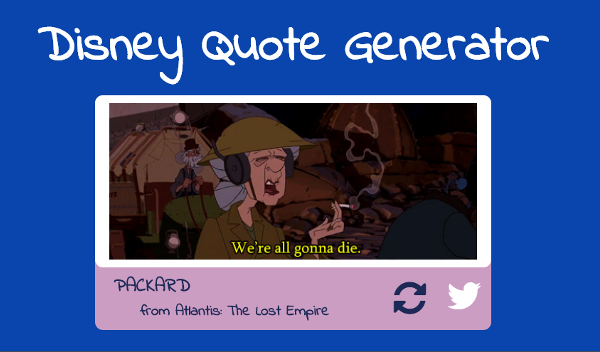 Disney Quote Generator
We're all gonna die.
PACKARD
from Atlantis: The Lost Empire